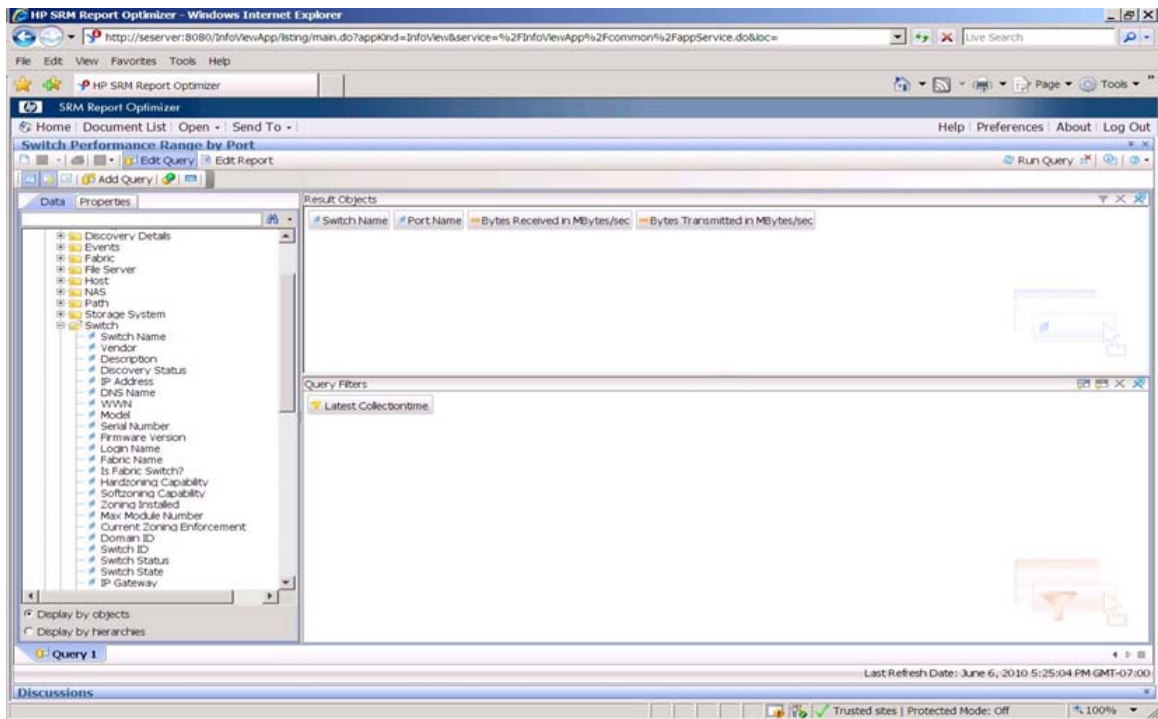 HP SRM Report Optimizer - Windows Internet Explorer
http://seserver:8080/InfoViewApp/listing/main.do?appKind=InfoView&service=%2FInfoViewApp%2Fcommon%2FappService.do&loc=
Live Search
File Edit View Favorites Tools Help
HP SRM Report Optimizer
Page Tools
SRM Report Optimizer
Home Document List Open Send To
Help Preferences About Log Out
Switch Performance Range by Port
Edit Query Edit Report
Run Query
Add Query
Data Properties
Result Objects
Switch Name Port Name Bytes Received in MBytes/sec Bytes Transmitted in MBytes/sec
Discovery Details
Events
Fabric
File Server
Host
NAS
Path
Storage System
Switch
Switch Name
Vendor
Description
Discovery Status
IP Address
DNS Name
WWN
Model
Serial Number
Firmware Version
Login Name
Fabric Name
Is Fabric Switch?
Hardzoning Capability
Softzoning Capability
Zoning Installed
Max Module Number
Current Zoning Enforcement
Domain ID
Switch ID
Switch Status
Switch State
IP Gateway
Query Filters
Latest Collectiontime
Display by objects
Display by hierarchies
Query 1
Last Refresh Date: June 6, 2010 5:25:04 PM GMT-07:00
Discussions
Trusted sites | Protected Mode: Off
100%